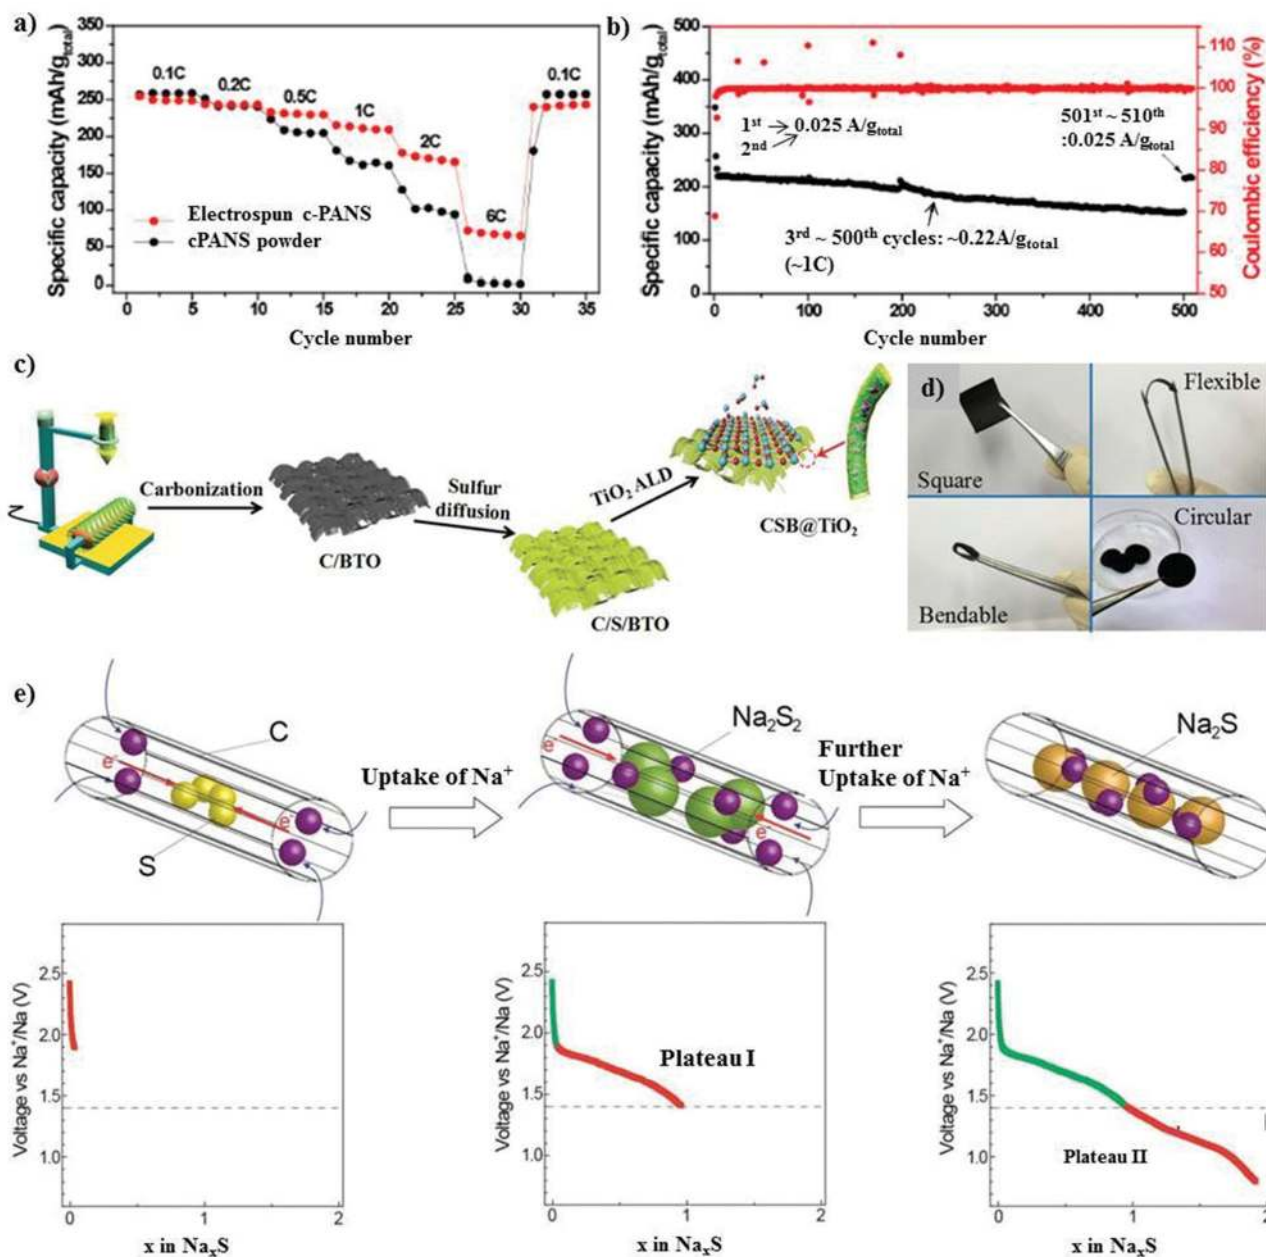 a)
Specific capacity (mAh/g_total)
350
300
250
200
150
100
50
0
0.1C
0.2C
0.5C
1C
2C
6C
0.1C
Electrospun c-PANS
cPANS powder
0 5 10 15 20 25 30 35
Cycle number
b)
Specific capacity (mAh/g_total)
500
400
300
200
100
0
1st → 0.025 A/g_total
2nd
501st ~ 510th
:0.025 A/g_total
3rd ~ 500th cycles: ~0.22A/g_total
(~1C)
110
100
90
80
70
60
50
Coulombic efficiency (%)
0 100 200 300 400 500
Cycle number
c)
Carbonization
C/BTO
Sulfur
diffusion
C/S/BTO
TiO2 ALD
CSB@TiO2
d)
Square
Flexible
Bendable
Circular
e)
C
e-
S
e-
Uptake of Na+
Na2S2
e-
e-
Further
Uptake of Na+
Na2S
Voltage vs Na+/Na (V)
2.5
2.0
1.5
1.0
0 1 2
x in NaxS
Voltage vs Na+/Na (V)
2.5
2.0
1.5
1.0
Plateau I
0 1 2
x in NaxS
Voltage vs Na+/Na (V)
2.5
2.0
1.5
1.0
Plateau II
0 1 2
x in NaxS